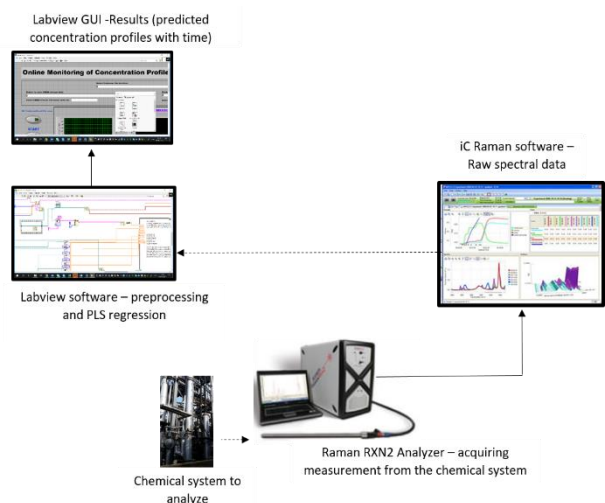 Labview GUI -Results (predicted
concentration profiles with time)
Online Monitoring of Concentration Profile
iC Raman software –
Raw spectral data
Labview software – preprocessing
and PLS regression
Raman RXN2 Analyzer – acquiring
measurement from the chemical system
Chemical system to
analyze